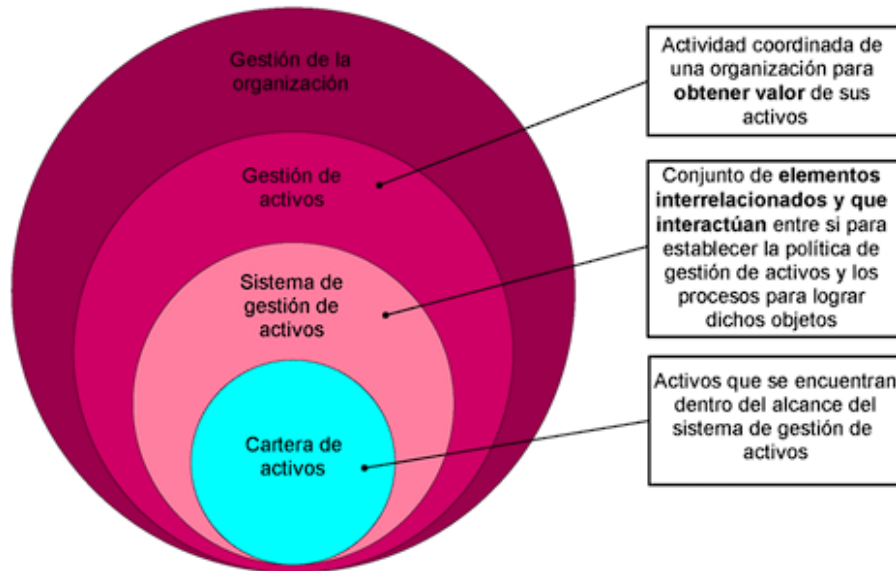 Gestión de la
organización
Gestión de
activos
Sistema de
gestión de
activos
Cartera de
activos
Actividad coordinada de
una organización para
obtener valor de sus
activos
Conjunto de elementos
interrelacionados y que
interactúan entre si para
establecer la política de
gestión de activos y los
procesos para lograr
dichos objetos
Activos que se encuentran
dentro del alcance del
sistema de gestión de
activos